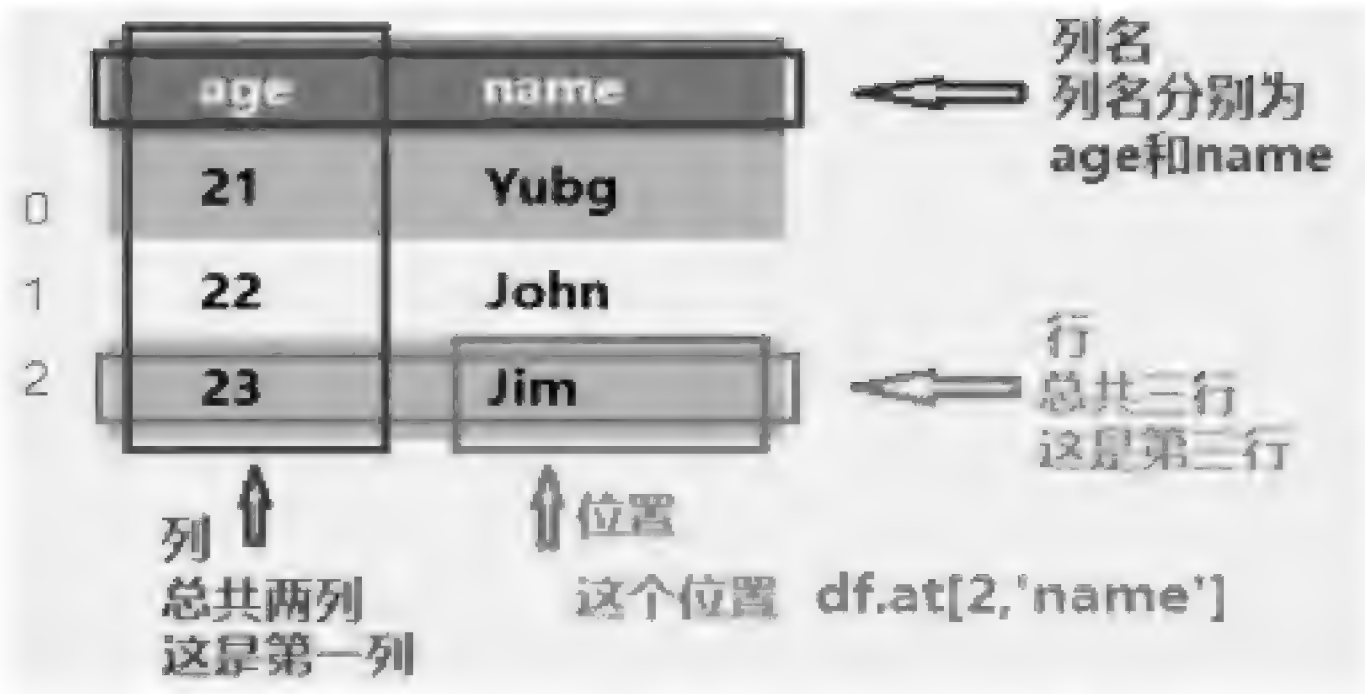 age name
列名
列名分别为
age和name
0 21 Yubg
1 22 John
2 23 Jim
行
总共三行
这是第三行
列
总共两列
这是第一列
位置
这个位置 df.at[2,'name']